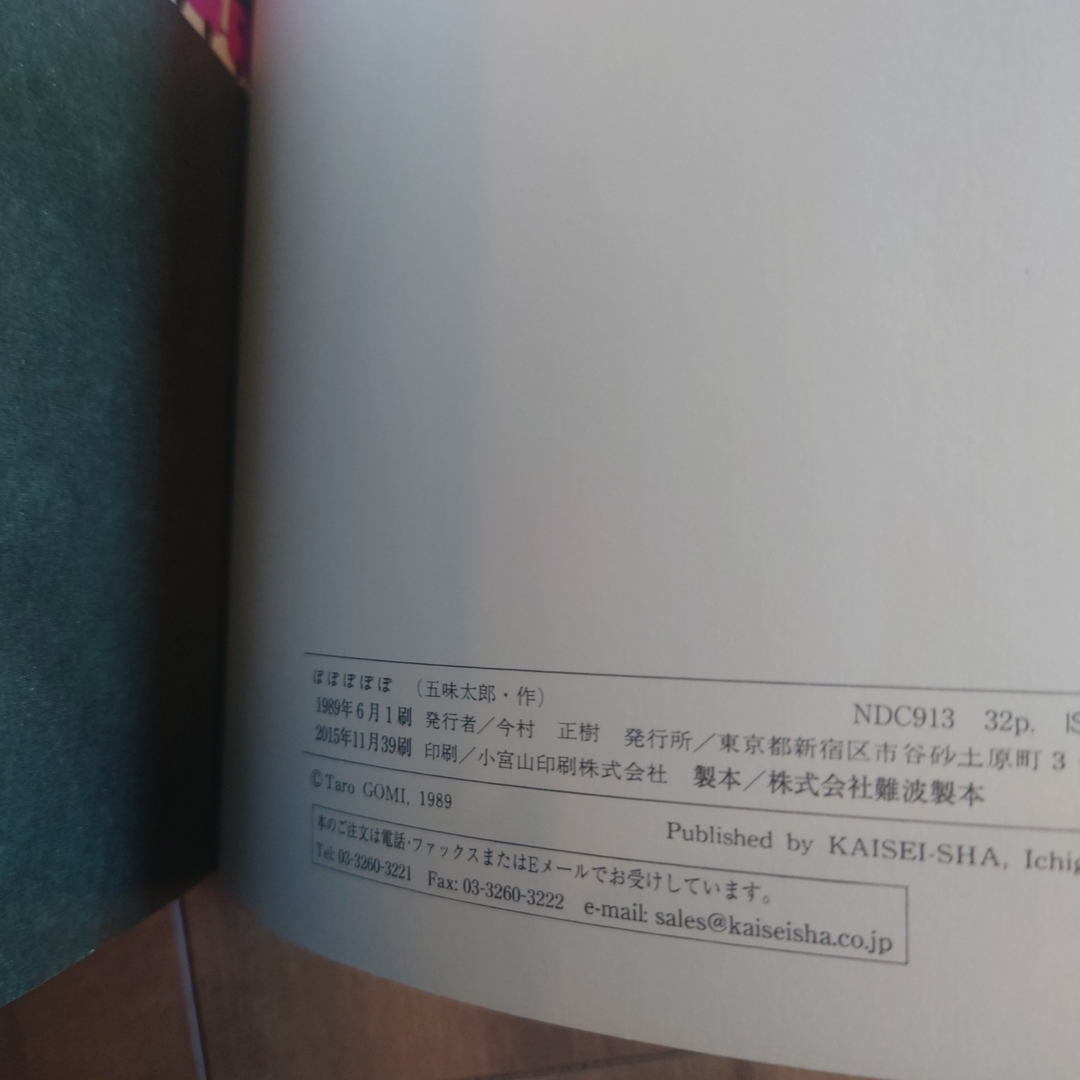 ぽぽぽぽぽ (五味太郎・作) NDC913 32p. IS
1989年6月1刷 発行者／今村 正樹 発行所／東京都新宿区市谷砂土原町3
2015年11月39刷 印刷／小宮山印刷株式会社 製本／株式会社難波製本
©Taro GOMI, 1989 Published by KAISEI-SHA, Ichig
本のご注文は電話・ファックスまたはEメールでお受けしています。
Tel: 03-3260-3221 Fax: 03-3260-3222 e-mail: sales@kaiseisha.co.jp